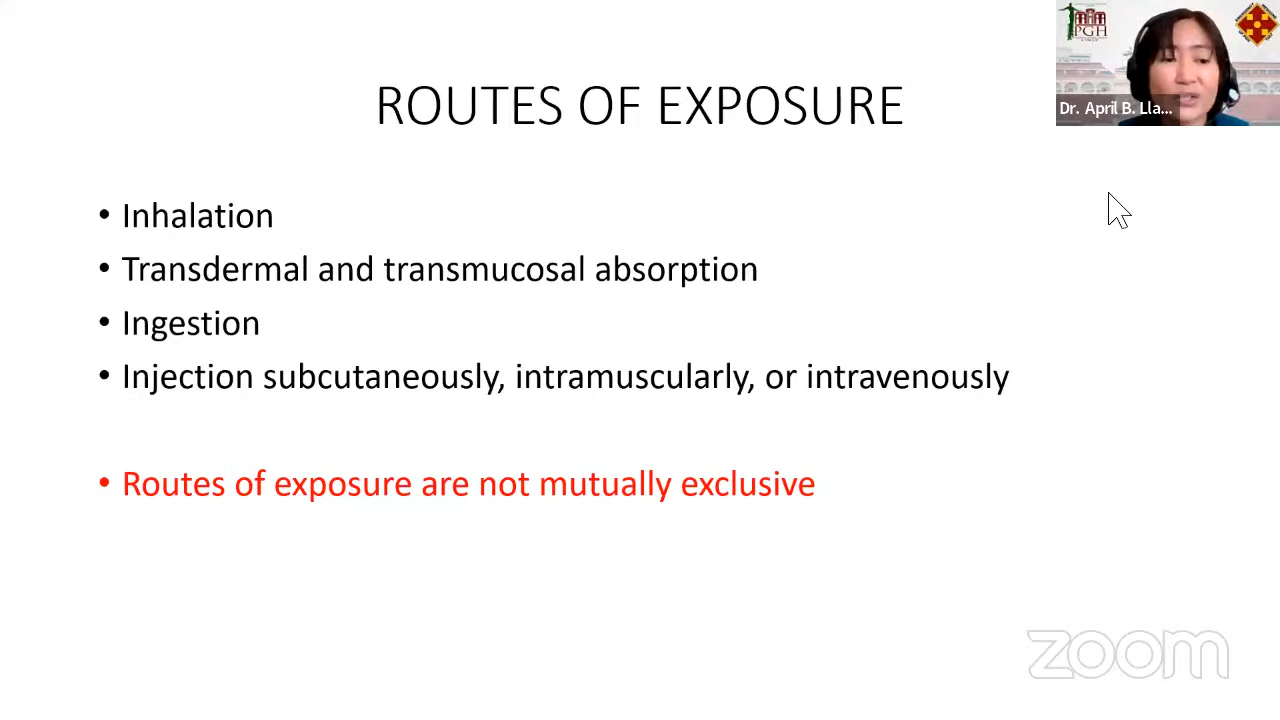 PGH
Dr. April B. Lla...
ROUTES OF EXPOSURE
• Inhalation
• Transdermal and transmucosal absorption
• Ingestion
• Injection subcutaneously, intramuscularly, or intravenously
• Routes of exposure are not mutually exclusive
zoom